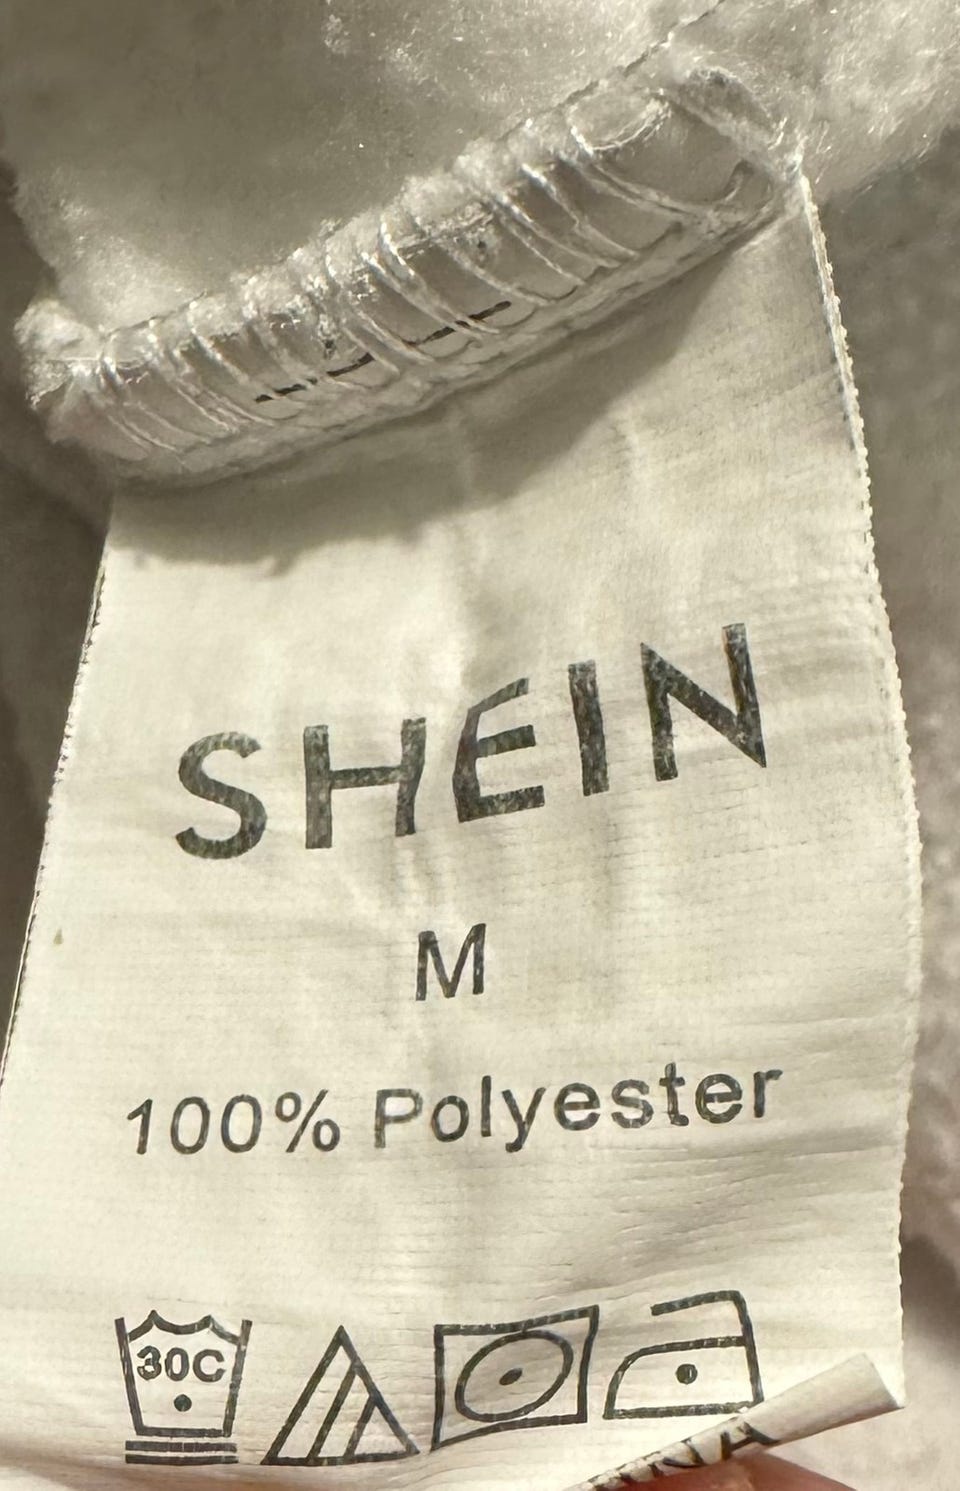 SHEIN
M
100% Polyester
30C